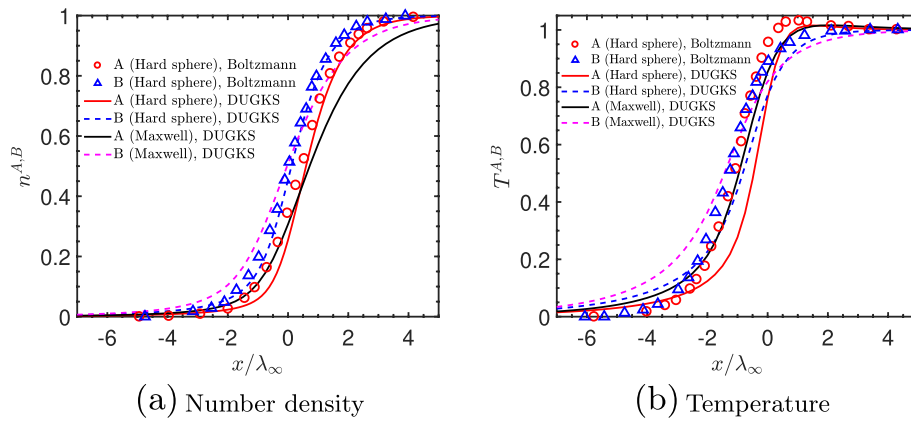 1
0.8
0.6
0.4
0.2
0
n^{A,B}
A (Hard sphere), Boltzmann
B (Hard sphere), Boltzmann
A (Hard sphere), DUGKS
B (Hard sphere), DUGKS
A (Maxwell), DUGKS
B (Maxwell), DUGKS
-6 -4 -2 0 2 4
x/λ∞
(a) Number density
1
0.8
0.6
0.4
0.2
0
T^{A,B}
A (Hard sphere), Boltzmann
B (Hard sphere), Boltzmann
A (Hard sphere), DUGKS
B (Hard sphere), DUGKS
A (Maxwell), DUGKS
B (Maxwell), DUGKS
-6 -4 -2 0 2 4
x/λ∞
(b) Temperature